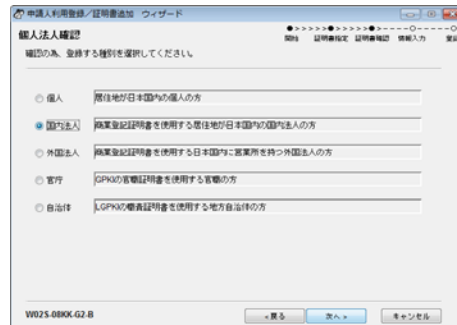 申請人利用登録／証明書追加　ウィザード
個人法人確認
開始　証明書指定　証明書確認　情報入力
確認の為、登録する種別を選択してください。
個人　居住地が日本国内の個人の方
国内法人　商業登記証明書を使用する居住地が日本国内の国内法人の方
外国法人　商業登記証明書を使用する日本国内に営業所を持つ外国法人の方
官庁　GPKIの官職証明書を使用する官職の方
自治体　LGPKIの職責証明書を使用する地方自治体の方
W02S-08KK-G2-B　＜戻る　次へ＞　キャンセル